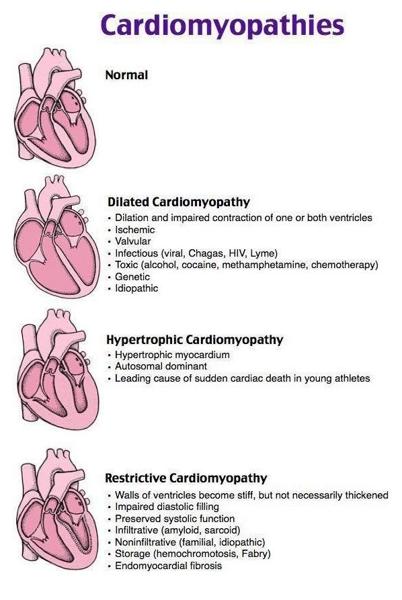 Cardiomyopathies
Normal
Dilated Cardiomyopathy
• Dilation and impaired contraction of one or both ventricles
• Ischemic
• Valvular
• Infectious (viral, Chagas, HIV, Lyme)
• Toxic (alcohol, cocaine, methamphetamine, chemotherapy)
• Genetic
• Idiopathic
Hypertrophic Cardiomyopathy
• Hypertrophic myocardium
• Autosomal dominant
• Leading cause of sudden cardiac death in young athletes
Restrictive Cardiomyopathy
• Walls of ventricles become stiff, but not necessarily thickened
• Impaired diastolic filling
• Preserved systolic function
• Infiltrative (amyloid, sarcoid)
• Noninfiltrative (familial, idiopathic)
• Storage (hemochromotosis, Fabry)
• Endomyocardial fibrosis